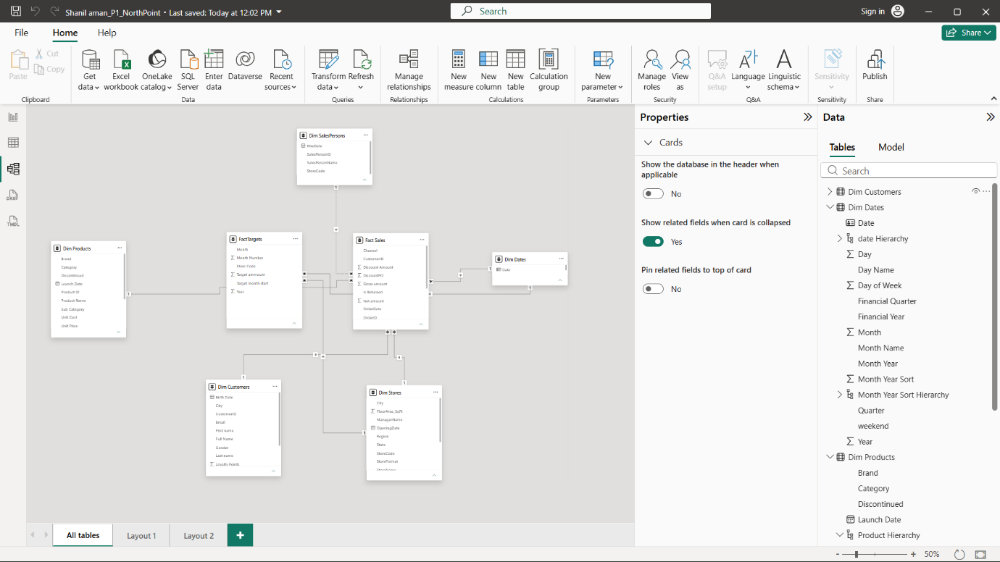 Shanil aman_P1_NorthPoint • Last saved: Today at 12:02 PM
Search
Sign in
File
Home
Help
Share
Paste
Cut
Copy
Clipboard
Get data
Excel workbook
OneLake catalog
SQL Server
Enter data
Dataverse
Recent sources
Data
Transform data
Refresh
Queries
Manage relationships
Relationships
New measure
New column
New table
Calculation group
Calculations
New parameter
Parameters
Manage roles
View as
Security
Q&A setup
Language
Linguistic schema
Q&A
Sensitivity
Sensitivity
Publish
Share
DAX
TMDL
Dim SalesPersons
HireDate
SalesPersonID
SalesPersonName
StoreCode
1
*
Dim Products
Brand
Category
Discontinued
Launch Date
Product ID
Product Name
Sub Category
Unit Cost
Unit Price
1
FactTargets
Month
Month Number
Store Code
Target ammount
Target month start
Year
*
*
Fact Sales
Channel
CustomerID
Discount Amount
DiscountPct
Gross amount
is Returned
Net amount
OrderDate
OrderID
*
*
*
*
*
Dim Dates
Date
1
1
Dim Customers
Birth Date
City
CustomerID
Email
First name
Full Name
Gender
Last name
Loyality Points
1
Dim Stores
City
FloorArea_SqFt
ManagerName
OpeningDate
Region
State
StoreCode
StoreFormat
StoreName
1
1
All tables
Layout 1
Layout 2
+
Properties
Cards
Show the database in the header when
applicable
No
Show related fields when card is collapsed
Yes
Pin related fields to top of card
No
Data
Tables
Model
Search
Dim Customers
Dim Dates
Date
date Hierarchy
Day
Day Name
Day of Week
Financial Quarter
Financial Year
Month
Month Name
Month Year
Month Year Sort
Month Year Sort Hierarchy
Quarter
weekend
Year
Dim Products
Brand
Category
Discontinued
Launch Date
Product Hierarchy
- + 50%